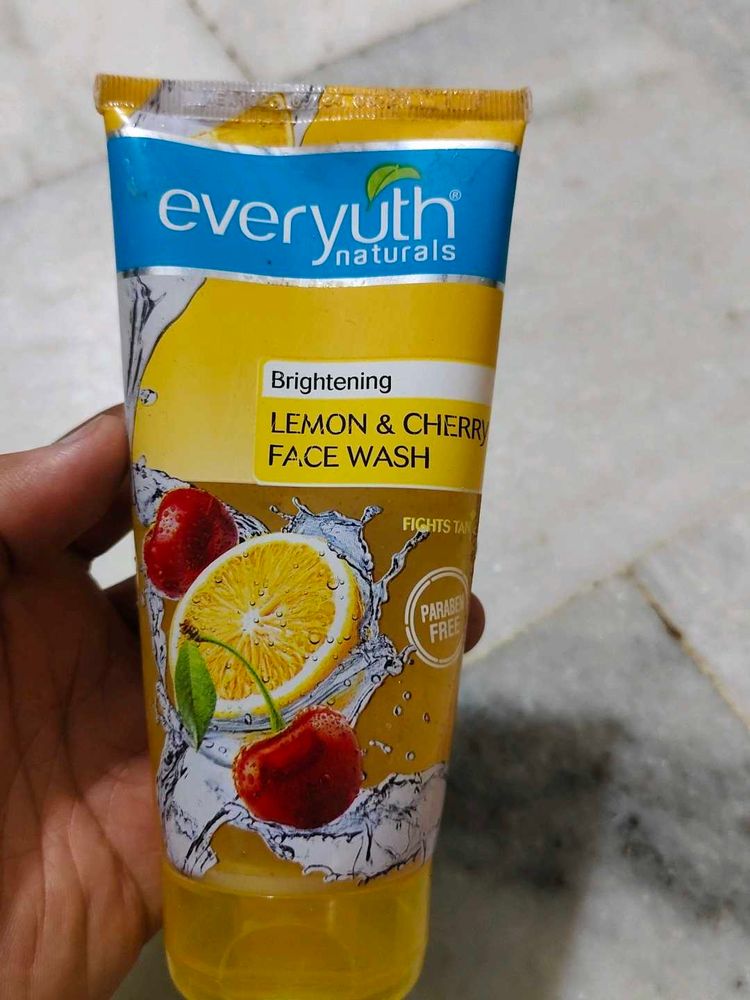 everyuth®
naturals
Brightening
LEMON & CHERRY
FACE WASH
FIGHTS TAN
PARABEN
FREE